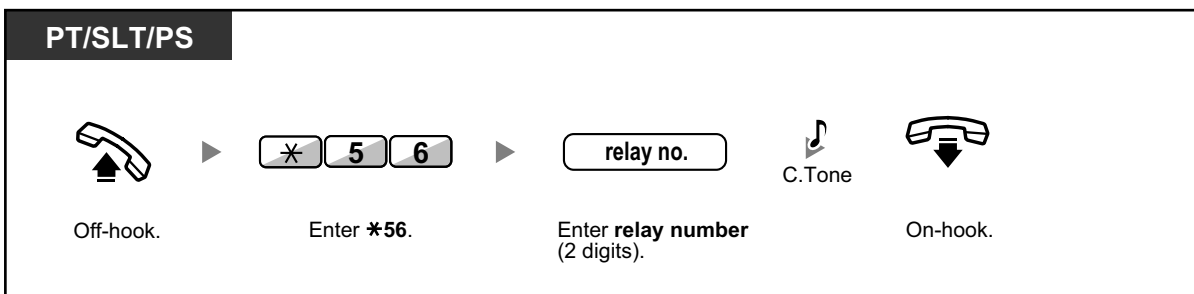 PT/SLT/PS
✳ 5 6
relay no.
C.Tone
Off-hook.
Enter ✳56.
Enter relay number
(2 digits).
On-hook.